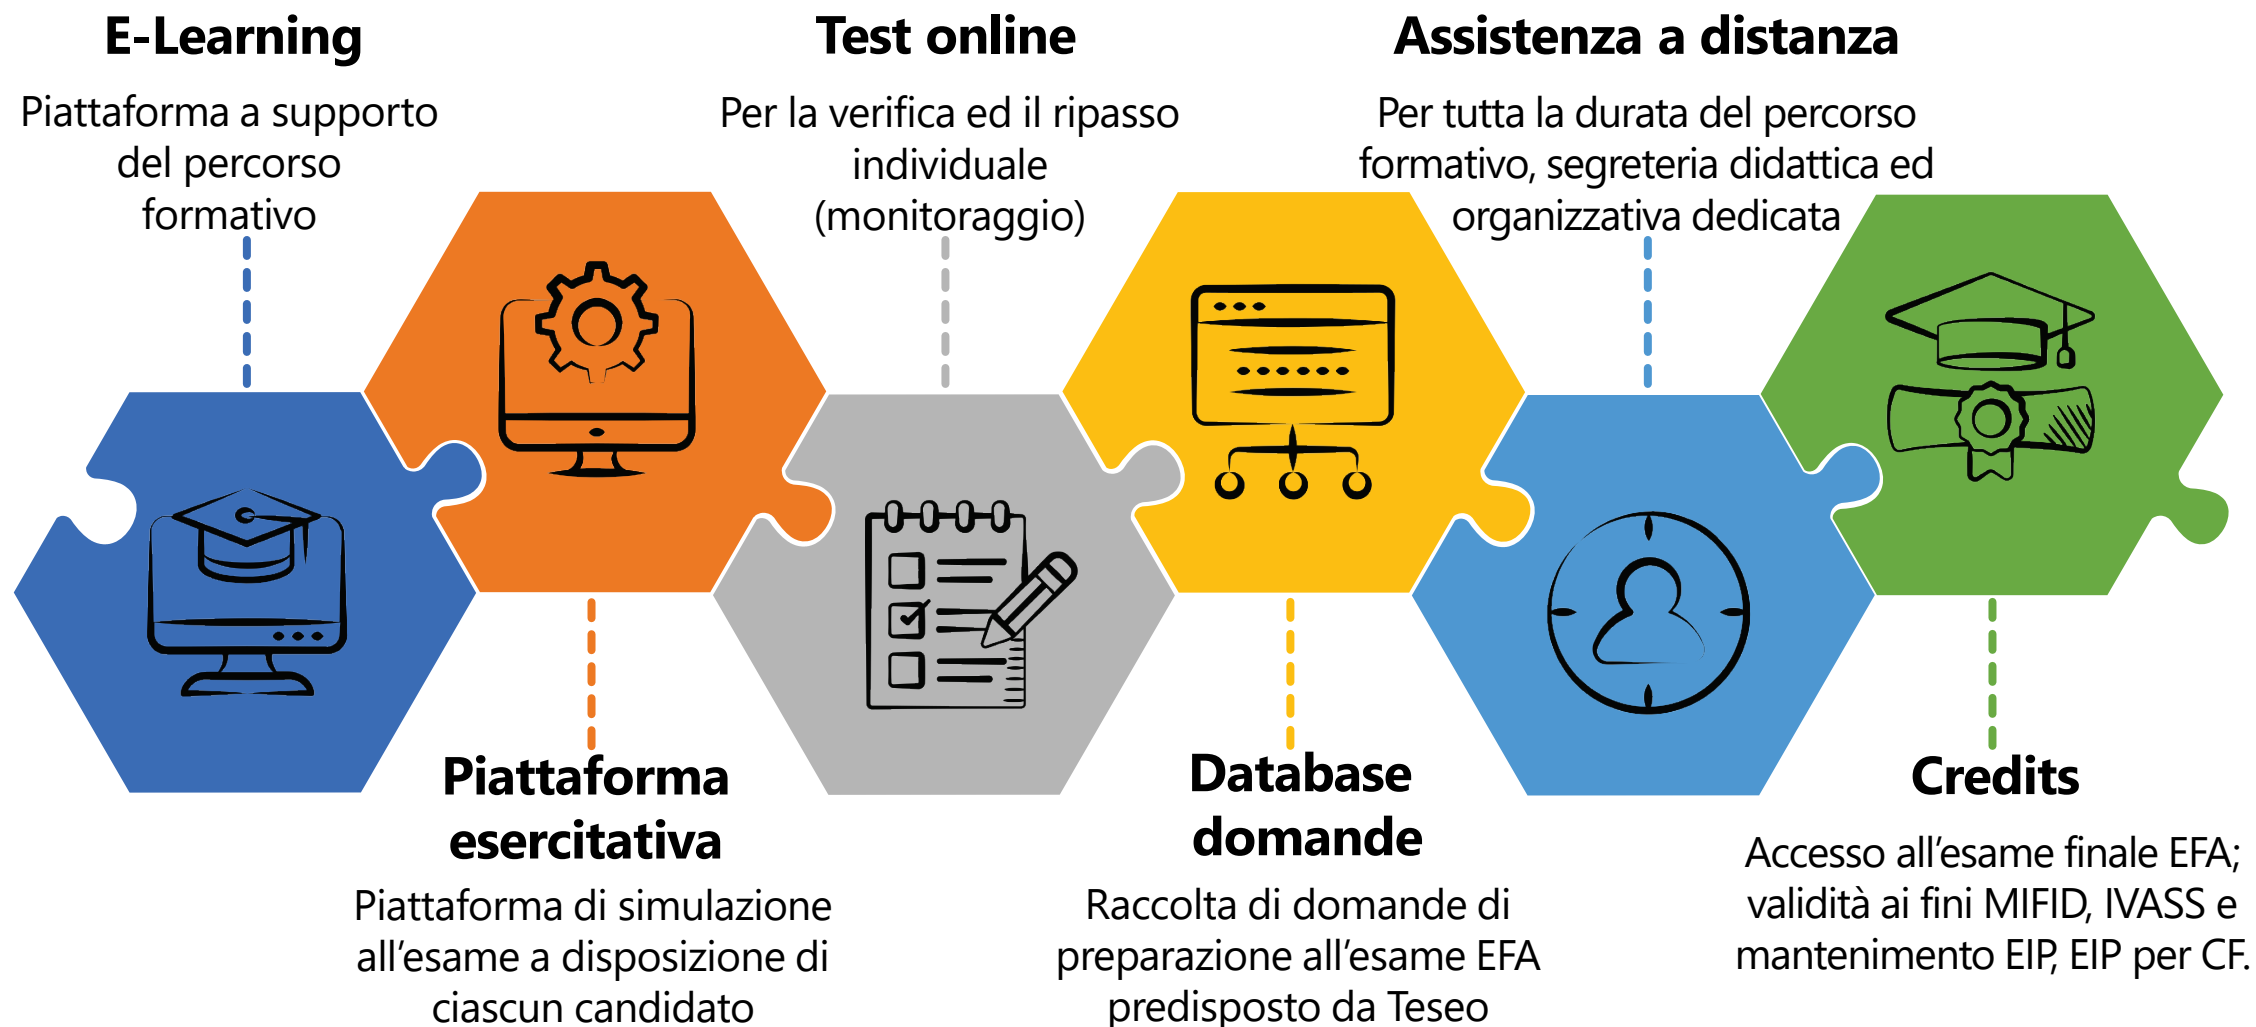 E-Learning
Piattaforma a supporto
del percorso
formativo
Test online
Per la verifica ed il ripasso
individuale
(monitoraggio)
Assistenza a distanza
Per tutta la durata del percorso
formativo, segreteria didattica ed
organizzativa dedicata
Piattaforma
esercitativa
Piattaforma di simulazione
all'esame a disposizione di
ciascun candidato
Database
domande
Raccolta di domande di
preparazione all'esame EFA
predisposto da Teseo
Credits
Accesso all'esame finale EFA;
validità ai fini MIFID, IVASS e
mantenimento EIP, EIP per CF.